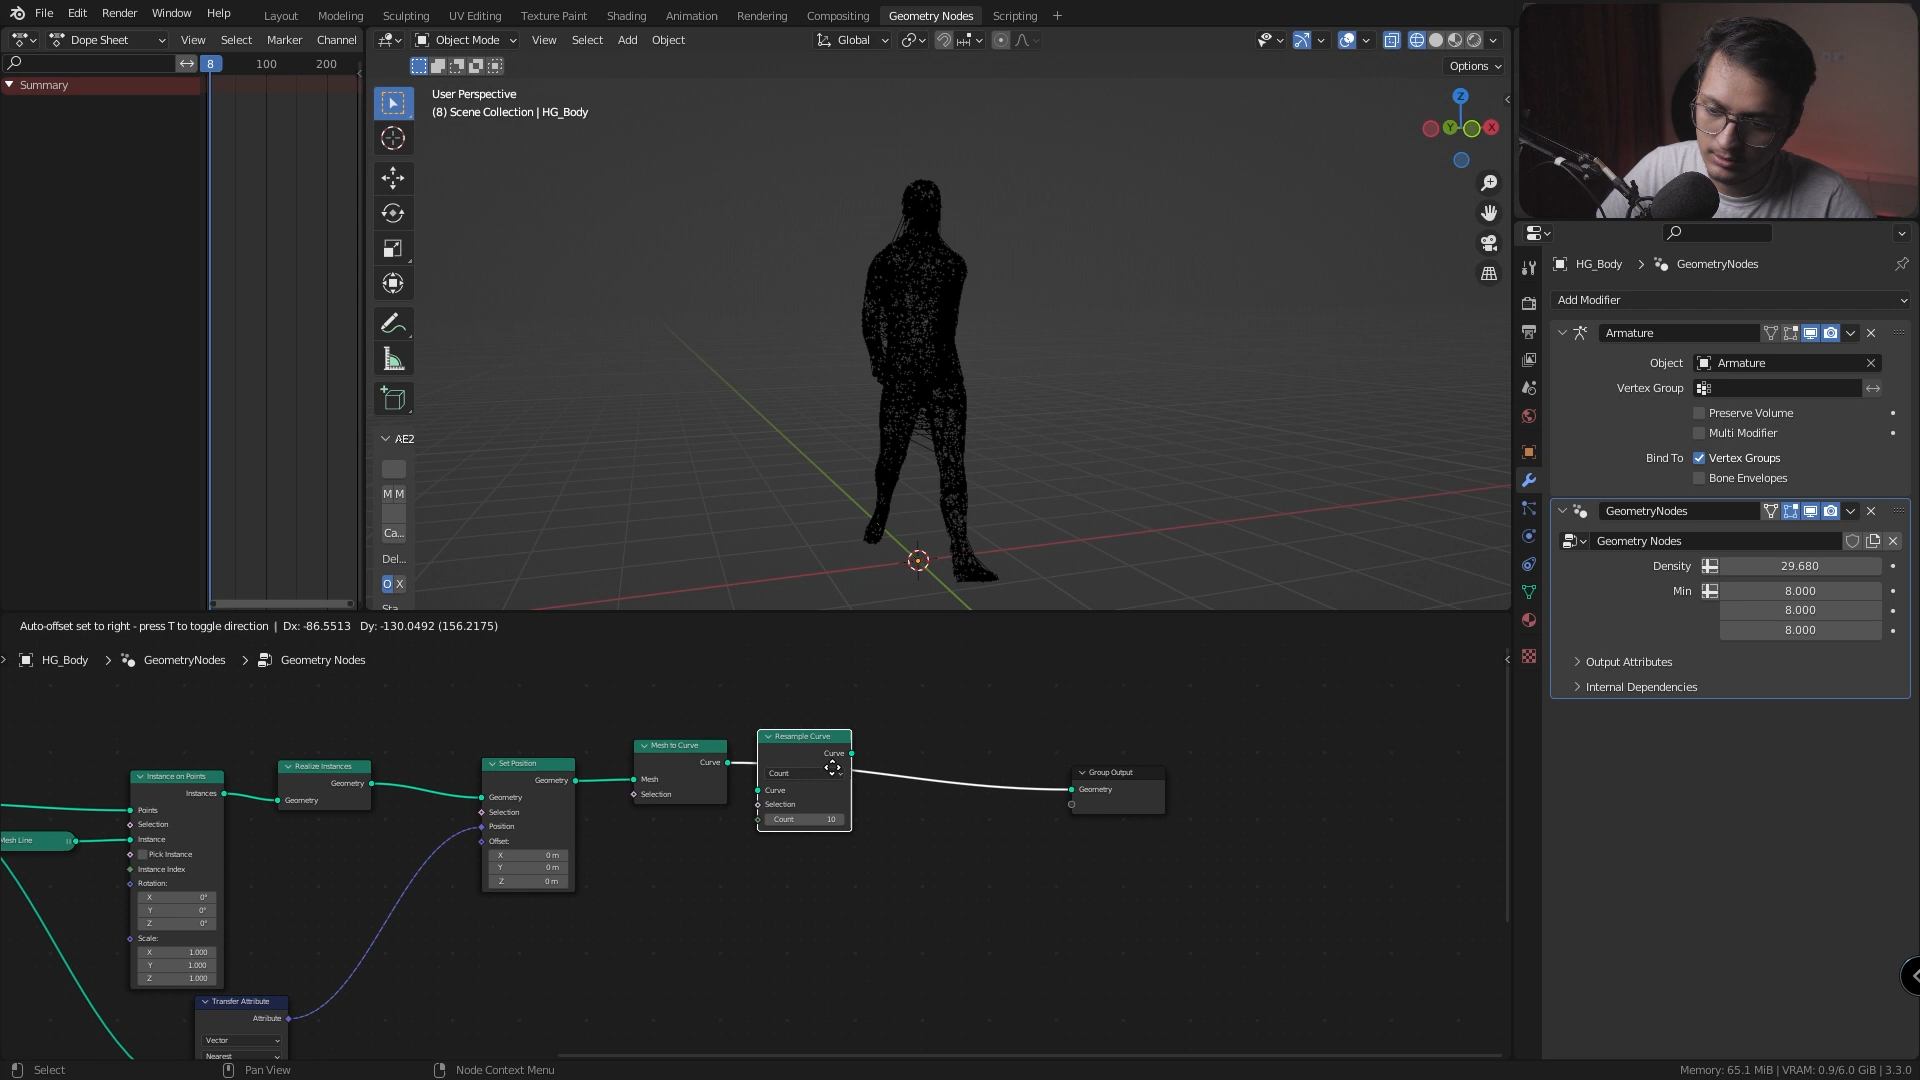 File Edit Render Window Help
Layout Modeling Sculpting UV Editing Texture Paint Shading Animation Rendering Compositing Geometry Nodes Scripting +
Dope Sheet View Select Marker Channel
8 100 200
Summary
Object Mode View Select Add Object Global
Options
User Perspective
(8) Scene Collection | HG_Body
Z
Y X
AE2
M M
Ca...
Del...
O X
HG_Body > GeometryNodes
Add Modifier
Armature
Object Armature
Vertex Group
Preserve Volume
Multi Modifier
Bind To Vertex Groups
Bone Envelopes
GeometryNodes
Geometry Nodes
Density 29.680
Min 8.000
8.000
8.000
Output Attributes
Internal Dependencies
Auto-offset set to right - press T to toggle direction | Dx: -86.5513 Dy: -130.0492 (156.2175)
HG_Body > GeometryNodes > Geometry Nodes
Mesh Line
Instance on Points
Instances
Points
Selection
Instance
Pick Instance
Instance Index
Rotation:
X 0°
Y 0°
Z 0°
Scale:
X 1.000
Y 1.000
Z 1.000
Transfer Attribute
Attribute
Vector
Nearest
Realize Instances
Geometry
Geometry
Set Position
Geometry
Geometry
Selection
Position
Offset:
X 0 m
Y 0 m
Z 0 m
Mesh to Curve
Curve
Mesh
Selection
Resample Curve
Curve
Count
Curve
Selection
Count 10
Group Output
Geometry
Select Pan View Node Context Menu
Memory: 65.1 MiB | VRAM: 0.9/6.0 GiB | 3.3.0